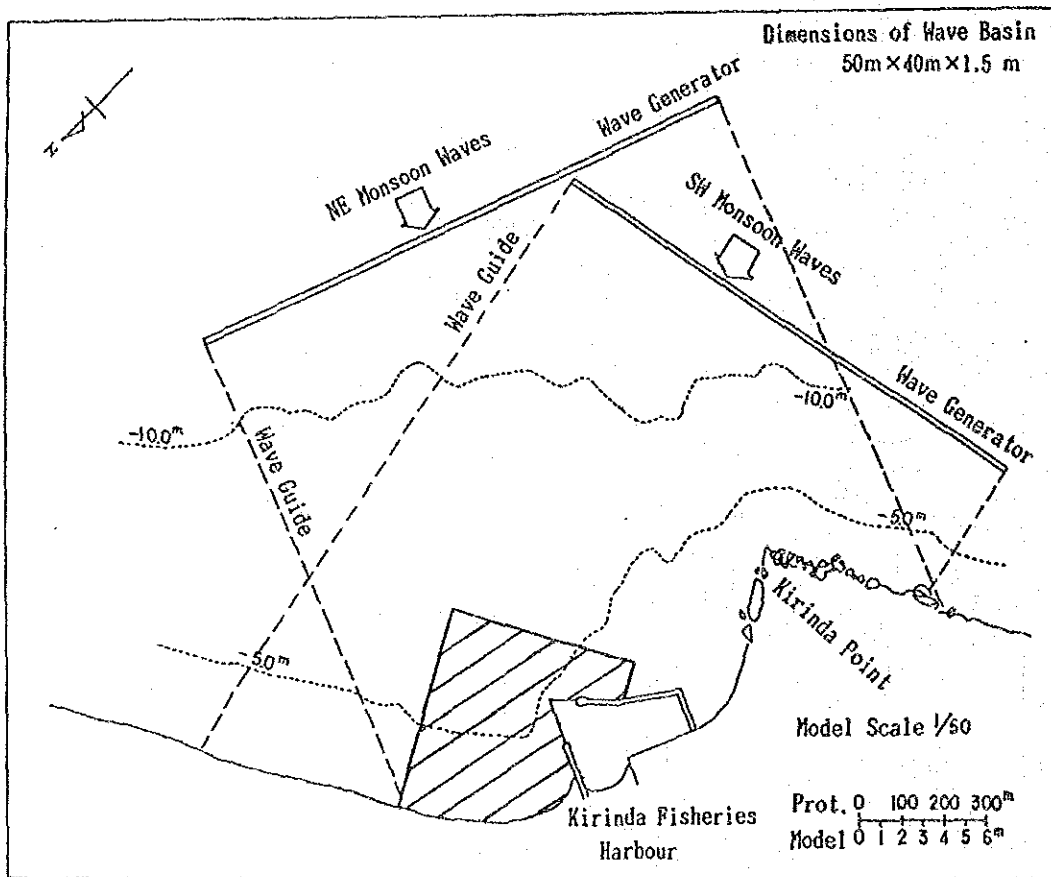 Dimensions of Wave Basin
50m×40m×1.5 m
N
Wave Generator
NE Monsoon Waves
SW Monsoon Waves
Wave Guide
Wave Generator
-10.0m
-10.0m
Wave Guide
-5.0m
Kirinda Point
-5.0m
Model Scale 1/50
Kirinda Fisheries
Harbour
Prot. 0 100 200 300m
Model 0 1 2 3 4 5 6m